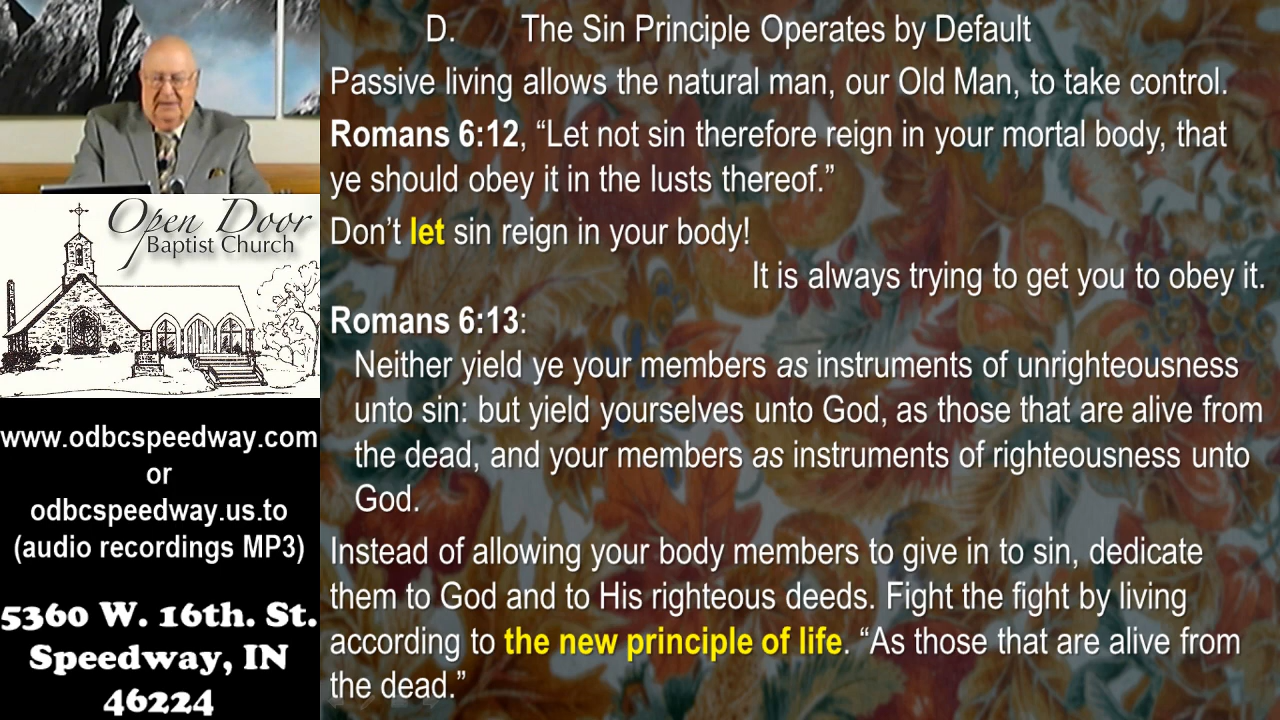 Open Door
Baptist Church
www.odbcspeedway.com
or
odbcspeedway.us.to
(audio recordings MP3)
5360 W. 16th. St.
Speedway, IN
46224
D. The Sin Principle Operates by Default
Passive living allows the natural man, our Old Man, to take control.
Romans 6:12, “Let not sin therefore reign in your mortal body, that
ye should obey it in the lusts thereof.”
Don’t let sin reign in your body!
It is always trying to get you to obey it.
Romans 6:13:
Neither yield ye your members as instruments of unrighteousness
unto sin: but yield yourselves unto God, as those that are alive from
the dead, and your members as instruments of righteousness unto
God.
Instead of allowing your body members to give in to sin, dedicate
them to God and to His righteous deeds. Fight the fight by living
according to the new principle of life. “As those that are alive from
the dead.”